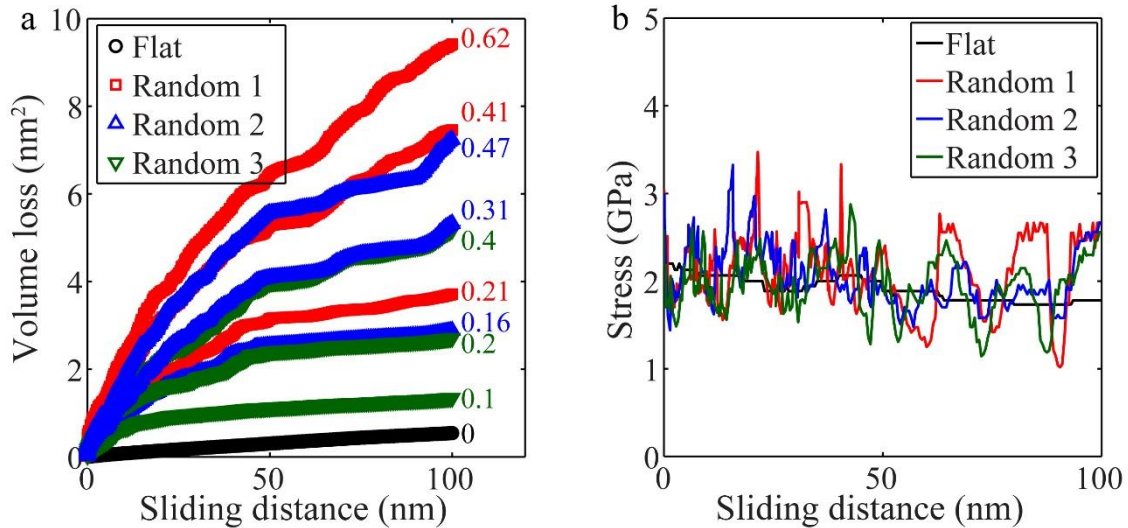 a
10
8
6
4
2
0
Volume loss (nm²)
Flat
Random 1
Random 2
Random 3
0.62
0.41
0.47
0.31
0.4
0.21
0.16
0.2
0.1
0
0
50
100
Sliding distance (nm)
b
5
4
3
2
1
0
Stress (GPa)
Flat
Random 1
Random 2
Random 3
0
50
100
Sliding distance (nm)